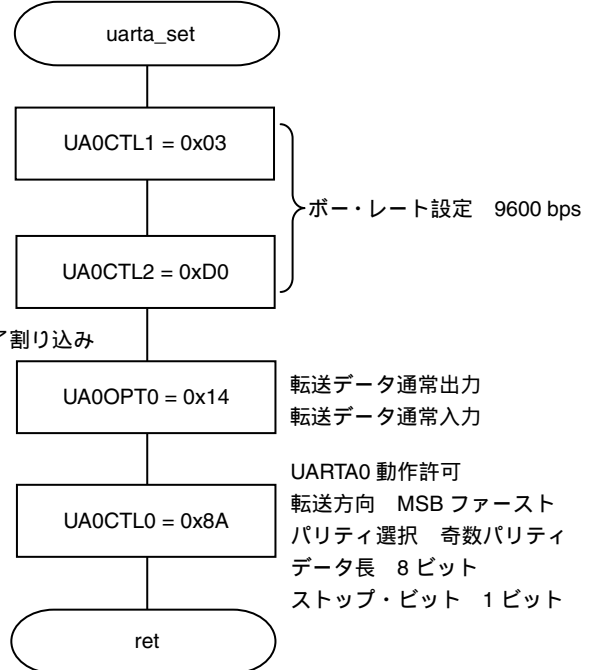 uarta_set
UA0CTL1 = 0x03
ボー・レート設定 9600 bps
UA0CTL2 = 0xD0
了割り込み
UA0OPT0 = 0x14
転送データ通常出力
転送データ通常入力
UARTA0 動作許可
転送方向 MSB ファースト
UA0CTL0 = 0x8A
パリティ選択 奇数パリティ
データ長 8 ビット
ストップ・ビット 1 ビット
ret